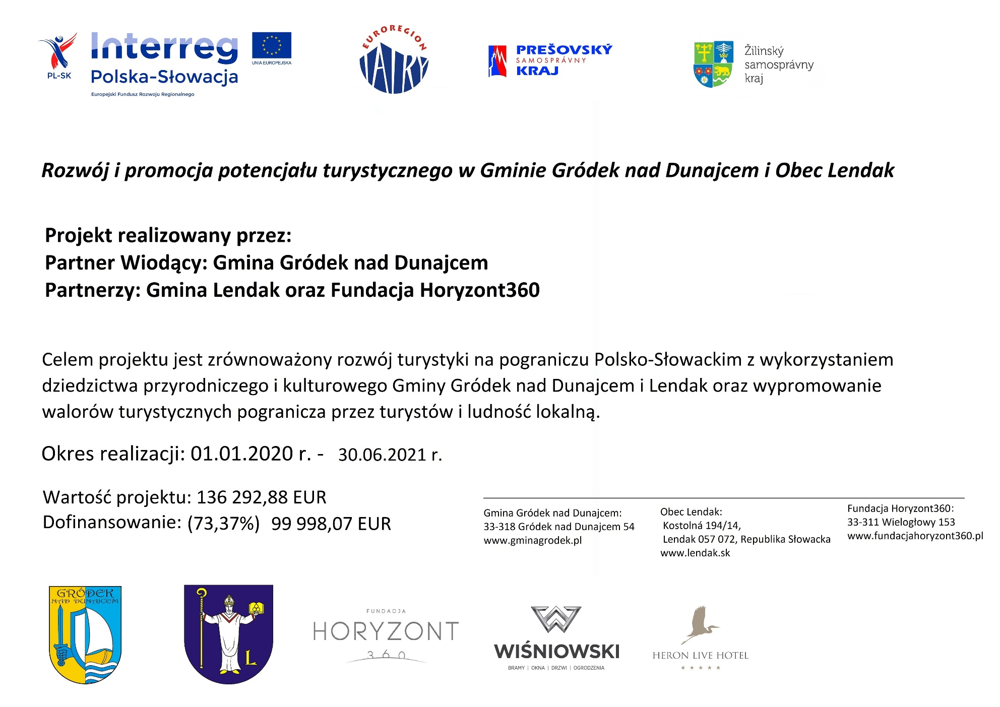 PL-SK
Interreg
Polska-Słowacja
Europejski Fundusz Rozwoju Regionalnego
UNIA EUROPEJSKA
EUROREGION
TATRY
PREŠOVSKÝ
SAMOSPRÁVNY
KRAJ
Žilinský
samosprávny
kraj
Rozwój i promocja potencjału turystycznego w Gminie Gródek nad Dunajcem i Obec Lendak
Projekt realizowany przez:
Partner Wiodący: Gmina Gródek nad Dunajcem
Partnerzy: Gmina Lendak oraz Fundacja Horyzont360
Celem projektu jest zrównoważony rozwój turystyki na pograniczu Polsko-Słowackim z wykorzystaniem
dziedzictwa przyrodniczego i kulturowego Gminy Gródek nad Dunajcem i Lendak oraz wypromowanie
walorów turystycznych pogranicza przez turystów i ludność lokalną.
Okres realizacji: 01.01.2020 r. - 30.06.2021 r.
Wartość projektu: 136 292,88 EUR
Dofinansowanie: (73,37%) 99 998,07 EUR
Gmina Gródek nad Dunajcem:
33-318 Gródek nad Dunajcem 54
www.gminagrodek.pl
Obec Lendak:
Kostolná 194/14,
Lendak 057 072, Republika Słowacka
www.lendak.sk
Fundacja Horyzont360:
33-311 Wielogłowy 153
www.fundacjahoryzont360.pl
GRÓDEK
NAD DUNAJCEM
L
FUNDACJA
HORYZONT
360
WIŚNIOWSKI
BRAMY | OKNA | DRZWI | OGRODZENIA
HERON LIVE HOTEL